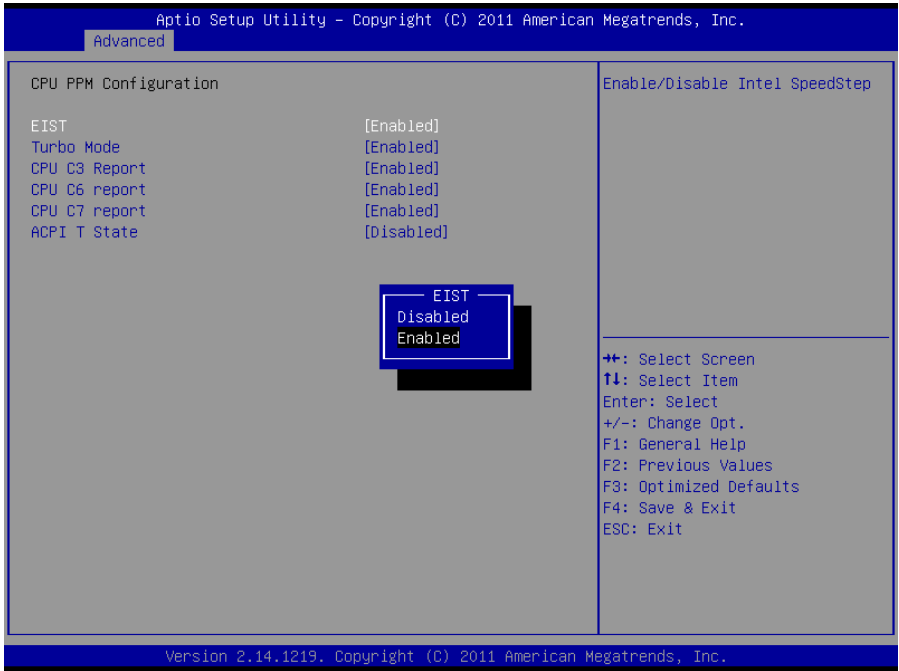 Aptio Setup Utility – Copyright (C) 2011 American Megatrends, Inc.
Advanced
CPU PPM Configuration
EIST [Enabled]
Turbo Mode [Enabled]
CPU C3 Report [Enabled]
CPU C6 report [Enabled]
CPU C7 report [Enabled]
ACPI T State [Disabled]
EIST
Disabled
Enabled
Enable/Disable Intel SpeedStep
→←: Select Screen
↑↓: Select Item
Enter: Select
+/-: Change Opt.
F1: General Help
F2: Previous Values
F3: Optimized Defaults
F4: Save & Exit
ESC: Exit
Version 2.14.1219. Copyright (C) 2011 American Megatrends, Inc.